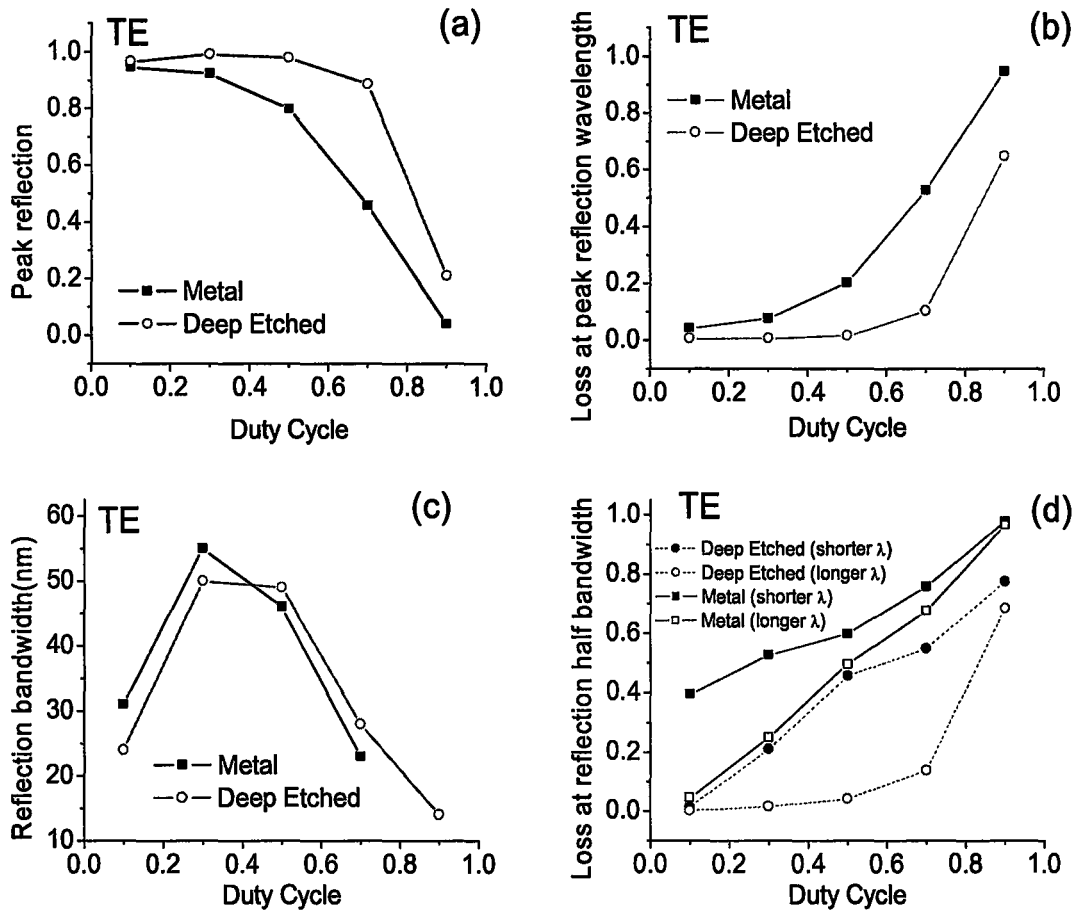 TE
(a)
Peak reflection
1.0
0.8
0.6
0.4
0.2
0.0
Metal
Deep Etched
0.0 0.2 0.4 0.6 0.8 1.0
Duty Cycle
TE
(b)
Loss at peak reflection wavelength
1.0
0.8
0.6
0.4
0.2
0.0
Metal
Deep Etched
0.0 0.2 0.4 0.6 0.8 1.0
Duty Cycle
TE
(c)
Reflection bandwidth(nm)
60
50
40
30
20
10
Metal
Deep Etched
0.0 0.2 0.4 0.6 0.8 1.0
Duty Cycle
TE
(d)
Loss at reflection half bandwidth
1.0
0.8
0.6
0.4
0.2
0.0
Deep Etched (shorter λ)
Deep Etched (longer λ)
Metal (shorter λ)
Metal (longer λ)
0.0 0.2 0.4 0.6 0.8 1.0
Duty Cycle